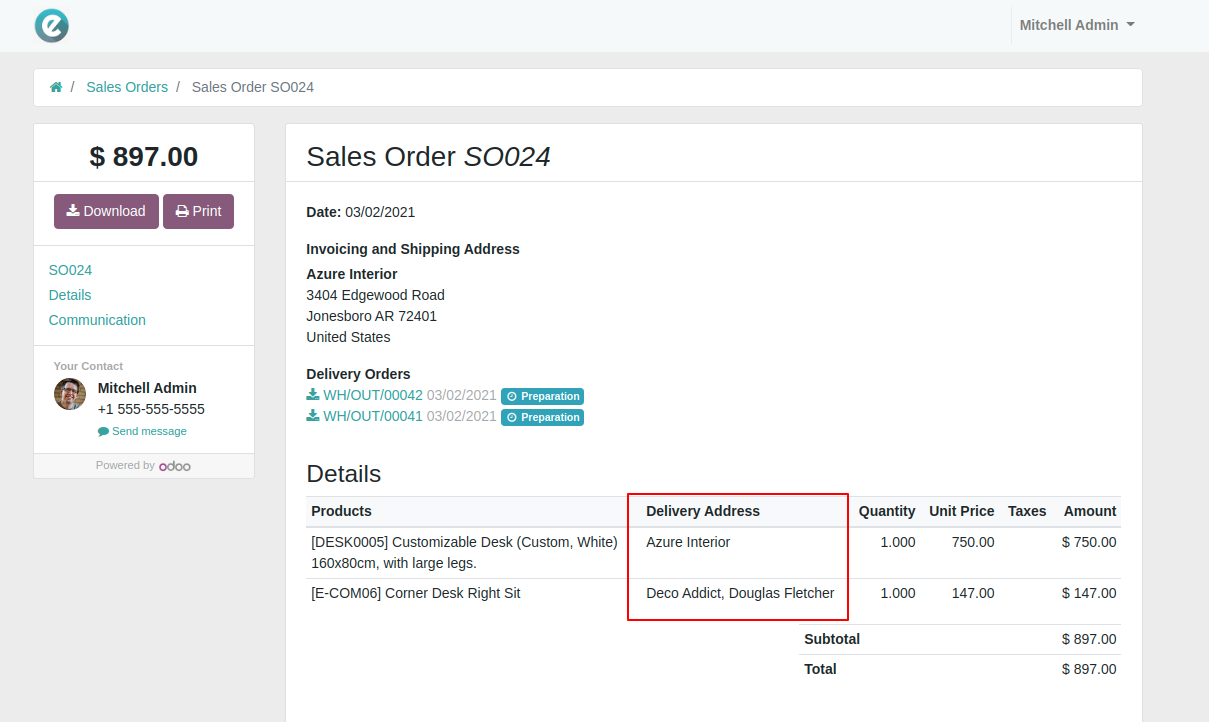 Mitchell Admin
/ Sales Orders / Sales Order SO024
$ 897.00
Download Print
SO024
Details
Communication
Your Contact
Mitchell Admin
+1 555-555-5555
Send message
Powered by odoo
Sales Order SO024
Date: 03/02/2021
Invoicing and Shipping Address
Azure Interior
3404 Edgewood Road
Jonesboro AR 72401
United States
Delivery Orders
WH/OUT/00042 03/02/2021 Preparation
WH/OUT/00041 03/02/2021 Preparation
Details
Products Delivery Address Quantity Unit Price Taxes Amount
[DESK0005] Customizable Desk (Custom, White) Azure Interior 1.000 750.00 $ 750.00
160x80cm, with large legs.
[E-COM06] Corner Desk Right Sit Deco Addict, Douglas Fletcher 1.000 147.00 $ 147.00
Subtotal $ 897.00
Total $ 897.00